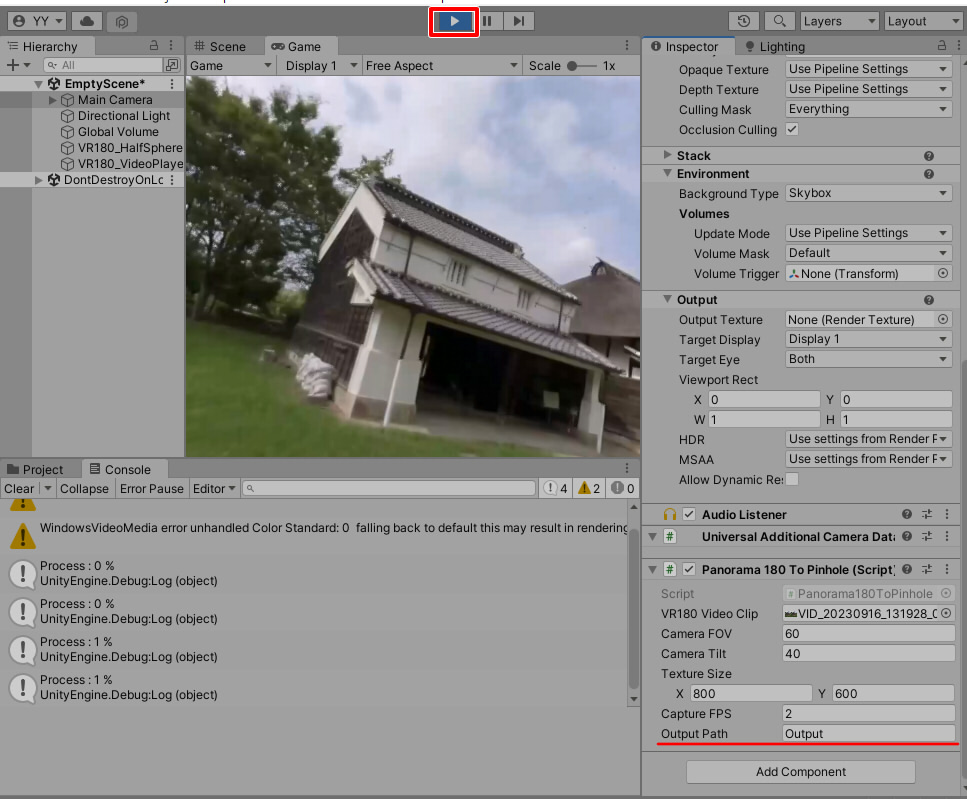 YY
Layers
Layout
Hierarchy
All
EmptyScene*
Main Camera
Directional Light
Global Volume
VR180_HalfSphere
VR180_VideoPlaye
DontDestroyOnLo
Scene
Game
Game
Display 1
Free Aspect
Scale
1x
Inspector
Lighting
Opaque Texture Use Pipeline Settings
Depth Texture Use Pipeline Settings
Culling Mask Everything
Occlusion Culling
Stack
Environment
Background Type Skybox
Volumes
Update Mode Use Pipeline Settings
Volume Mask Default
Volume Trigger None (Transform)
Output
Output Texture None (Render Texture)
Target Display Display 1
Target Eye Both
Viewport Rect
X 0 Y 0
W 1 H 1
HDR Use settings from Render P
MSAA Use settings from Render P
Allow Dynamic Res
Audio Listener
# Universal Additional Camera Data
# Panorama 180 To Pinhole (Script)
Script # Panorama180ToPinhole
VR180 Video Clip VID_20230916_131928_0
Camera FOV 60
Camera Tilt 40
Texture Size
X 800 Y 600
Capture FPS 2
Output Path Output
Add Component
Project
Console
Clear Collapse Error Pause Editor 4 2 0
WindowsVideoMedia error unhandled Color Standard: 0 falling back to default this may result in rendering
Process : 0 %
UnityEngine.Debug:Log (object)
Process : 0 %
UnityEngine.Debug:Log (object)
Process : 1 %
UnityEngine.Debug:Log (object)
Process : 1 %
UnityEngine.Debug:Log (object)